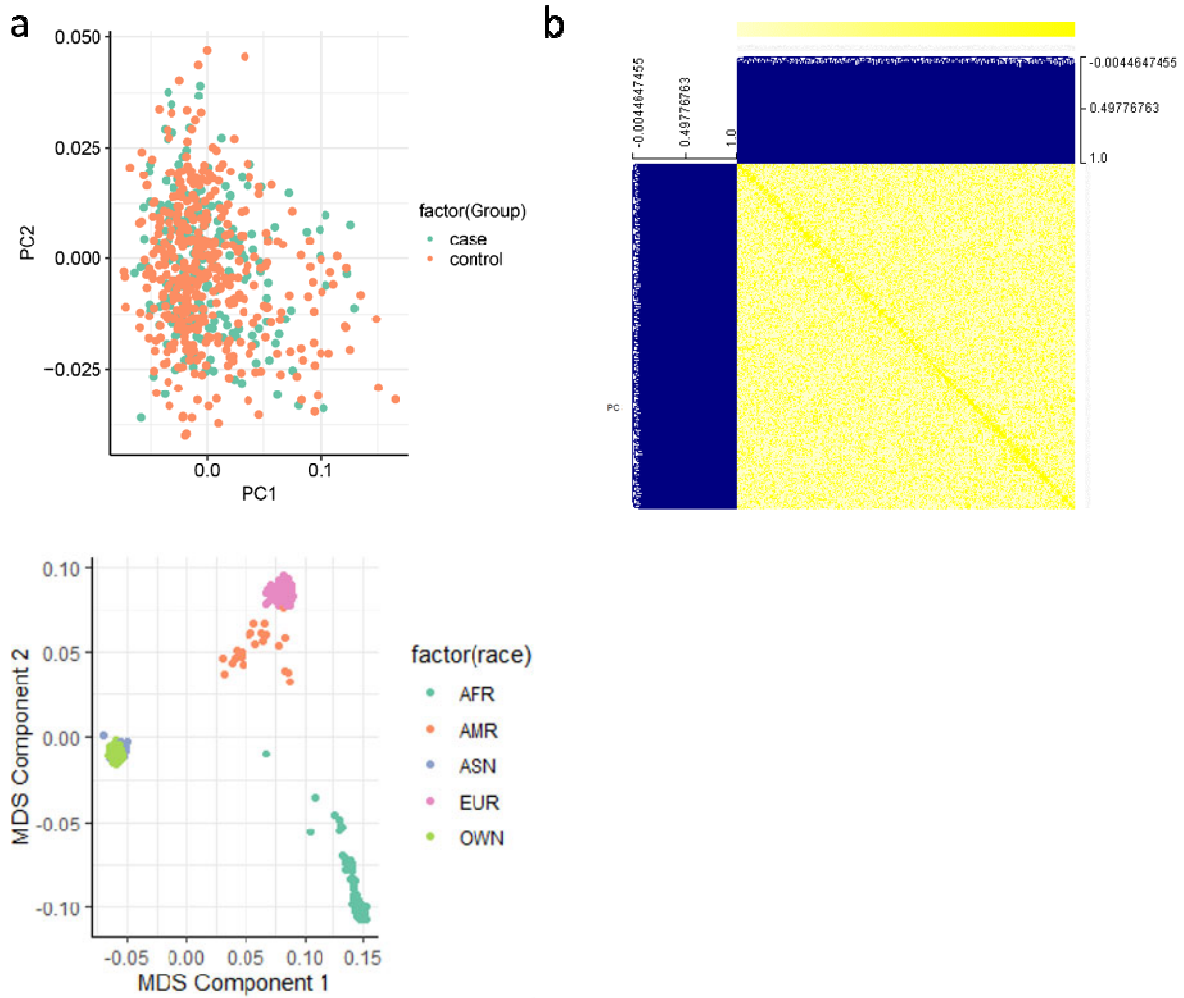 a
0.050
0.025
0.000
−0.025
PC2
0.0
0.1
PC1
factor(Group)
case
control
b
-0.0044647455
0.49776763
1.0
-0.0044647455
0.49776763
1.0
PC
0.10
0.05
0.00
-0.05
-0.10
MDS Component 2
-0.05
0.00
0.05
0.10
0.15
MDS Component 1
factor(race)
AFR
AMR
ASN
EUR
OWN